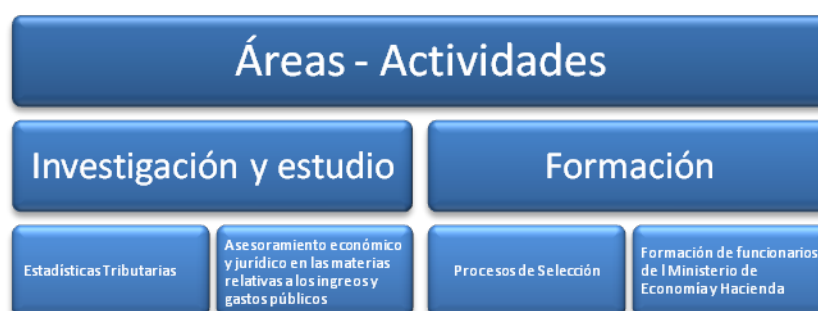 Áreas - Actividades
Investigación y estudio
Formación
Estadísticas Tributarias
Asesoramiento económico
y jurídico en las materias
relativas a los ingreos y
gastos públicos
Procesos de Selección
Formación de funcionarios
de l Ministerio de
Economía y Hacienda